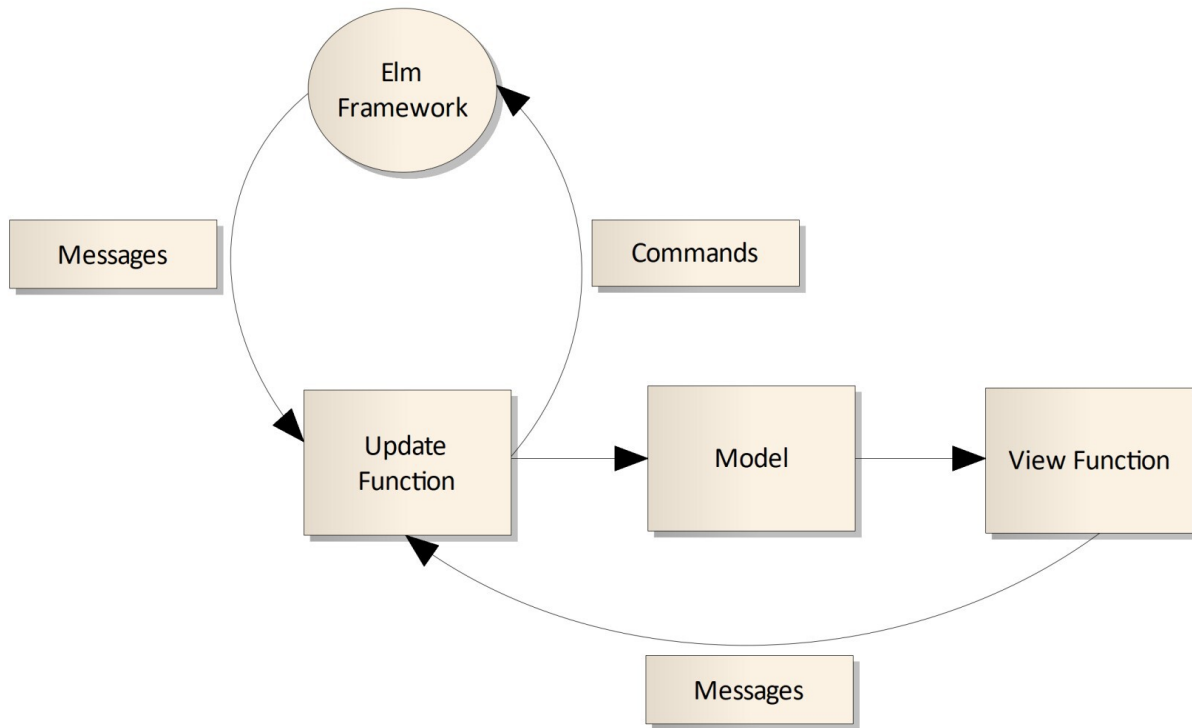 Elm
Framework
Messages
Commands
Update
Function
Model
View Function
Messages